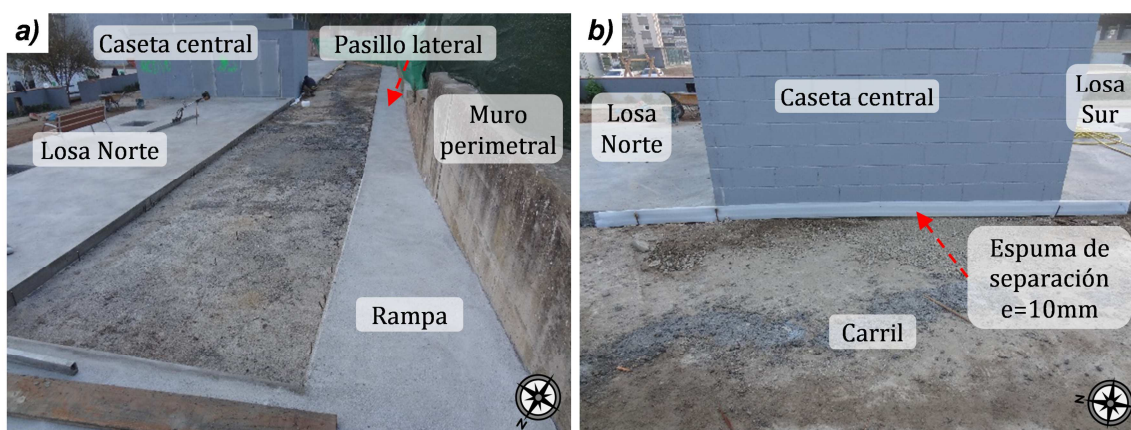 a)
Caseta central
Pasillo lateral
Muro
perimetral
Losa Norte
Rampa
N
b)
Caseta central
Losa
Norte
Losa
Sur
Espuma de
separación
e=10mm
Carril
N